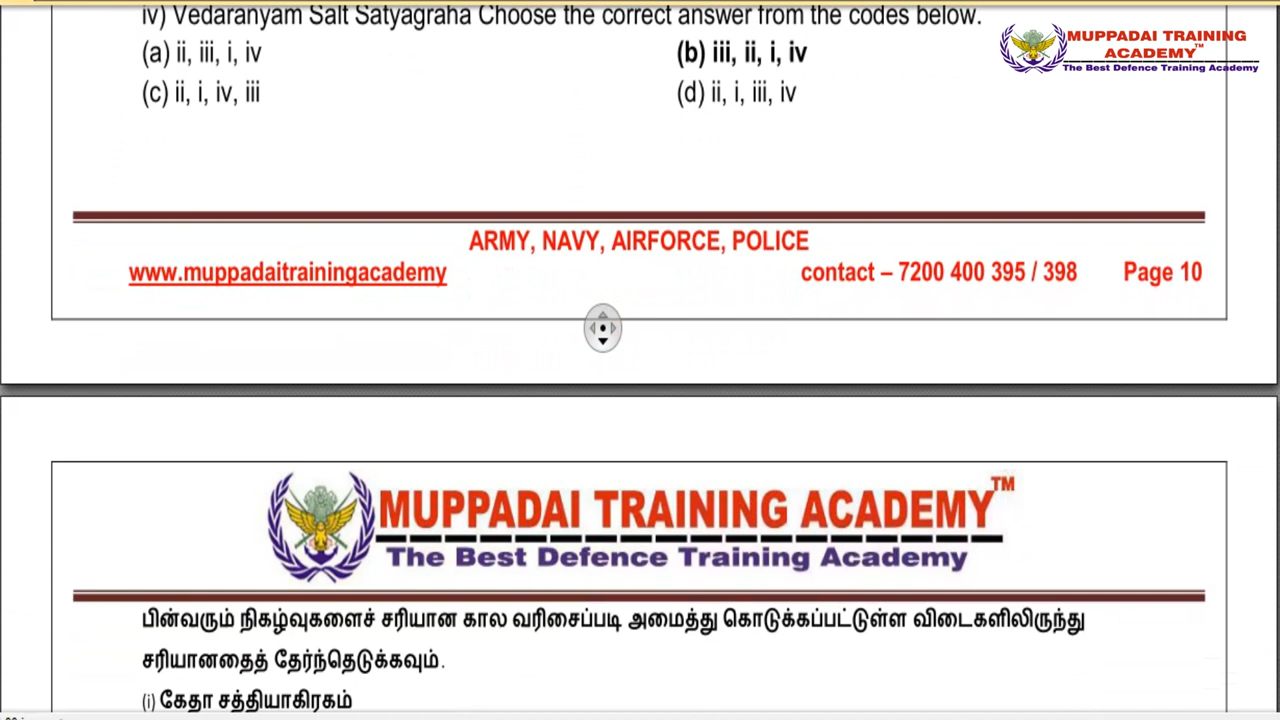 iv) Vedaranyam Salt Satyagraha Choose the correct answer from the codes below.
MUPPADAI TRAINING
ACADEMY™
The Best Defence Training Academy
(a) ii, iii, i, iv
(b) iii, ii, i, iv
(c) ii, i, iv, iii
(d) ii, i, iii, iv
ARMY, NAVY, AIRFORCE, POLICE
www.muppadaitrainingacademy
contact – 7200 400 395 / 398
Page 10
MUPPADAI TRAINING ACADEMY™
The Best Defence Training Academy
பின்வரும் நிகழ்வுகளைச் சரியான கால வரிசைப்படி அமைத்து கொடுக்கப்பட்டுள்ள விடைகளிலிருந்து
சரியானதைத் தேர்ந்தெடுக்கவும்.
(i) கேதா சத்தியாகிரகம்